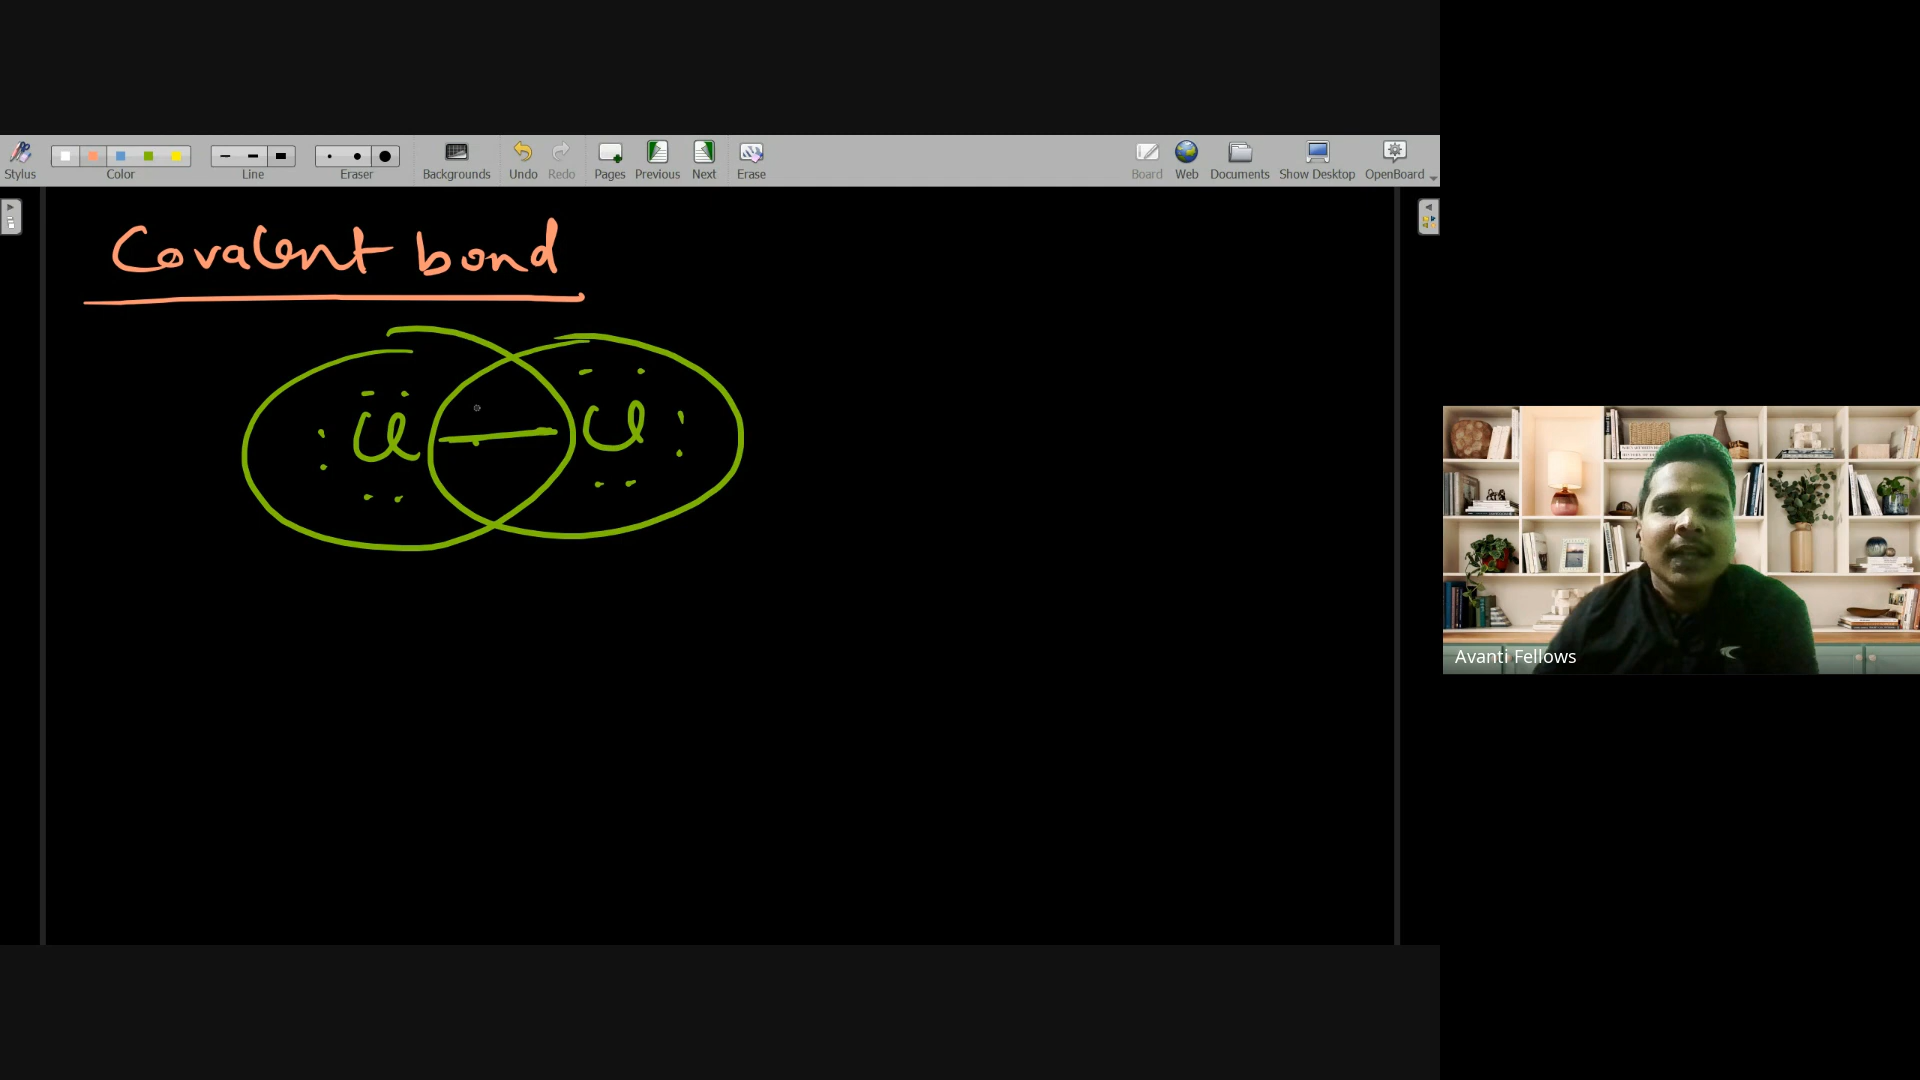 Stylus Color Line Eraser Backgrounds Undo Redo Pages Previous Next Erase Board Web Documents Show Desktop OpenBoard
Covalent bond
Cl — Cl
Avanti Fellows